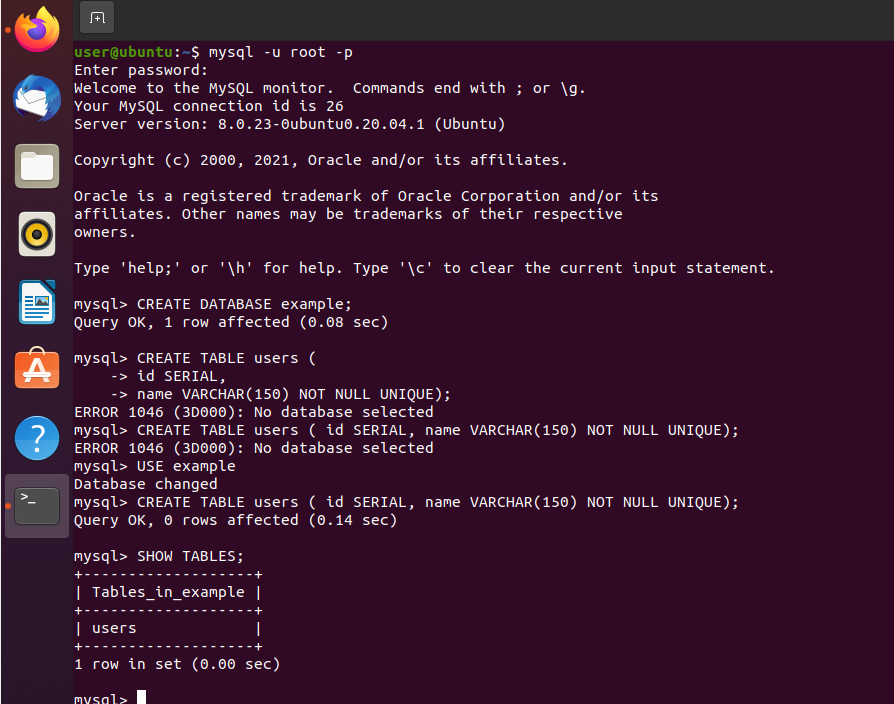 user@ubuntu:~$ mysql -u root -p
Enter password:
Welcome to the MySQL monitor.  Commands end with ; or \g.
Your MySQL connection id is 26
Server version: 8.0.23-0ubuntu0.20.04.1 (Ubuntu)
Copyright (c) 2000, 2021, Oracle and/or its affiliates.
Oracle is a registered trademark of Oracle Corporation and/or its
affiliates. Other names may be trademarks of their respective
owners.
Type 'help;' or '\h' for help. Type '\c' to clear the current input statement.
mysql> CREATE DATABASE example;
Query OK, 1 row affected (0.08 sec)
mysql> CREATE TABLE users (
    -> id SERIAL,
    -> name VARCHAR(150) NOT NULL UNIQUE);
ERROR 1046 (3D000): No database selected
mysql> CREATE TABLE users ( id SERIAL, name VARCHAR(150) NOT NULL UNIQUE);
ERROR 1046 (3D000): No database selected
mysql> USE example
Database changed
mysql> CREATE TABLE users ( id SERIAL, name VARCHAR(150) NOT NULL UNIQUE);
Query OK, 0 rows affected (0.14 sec)
mysql> SHOW TABLES;
+-------------------+
| Tables_in_example |
+-------------------+
| users             |
+-------------------+
1 row in set (0.00 sec)
mysql>